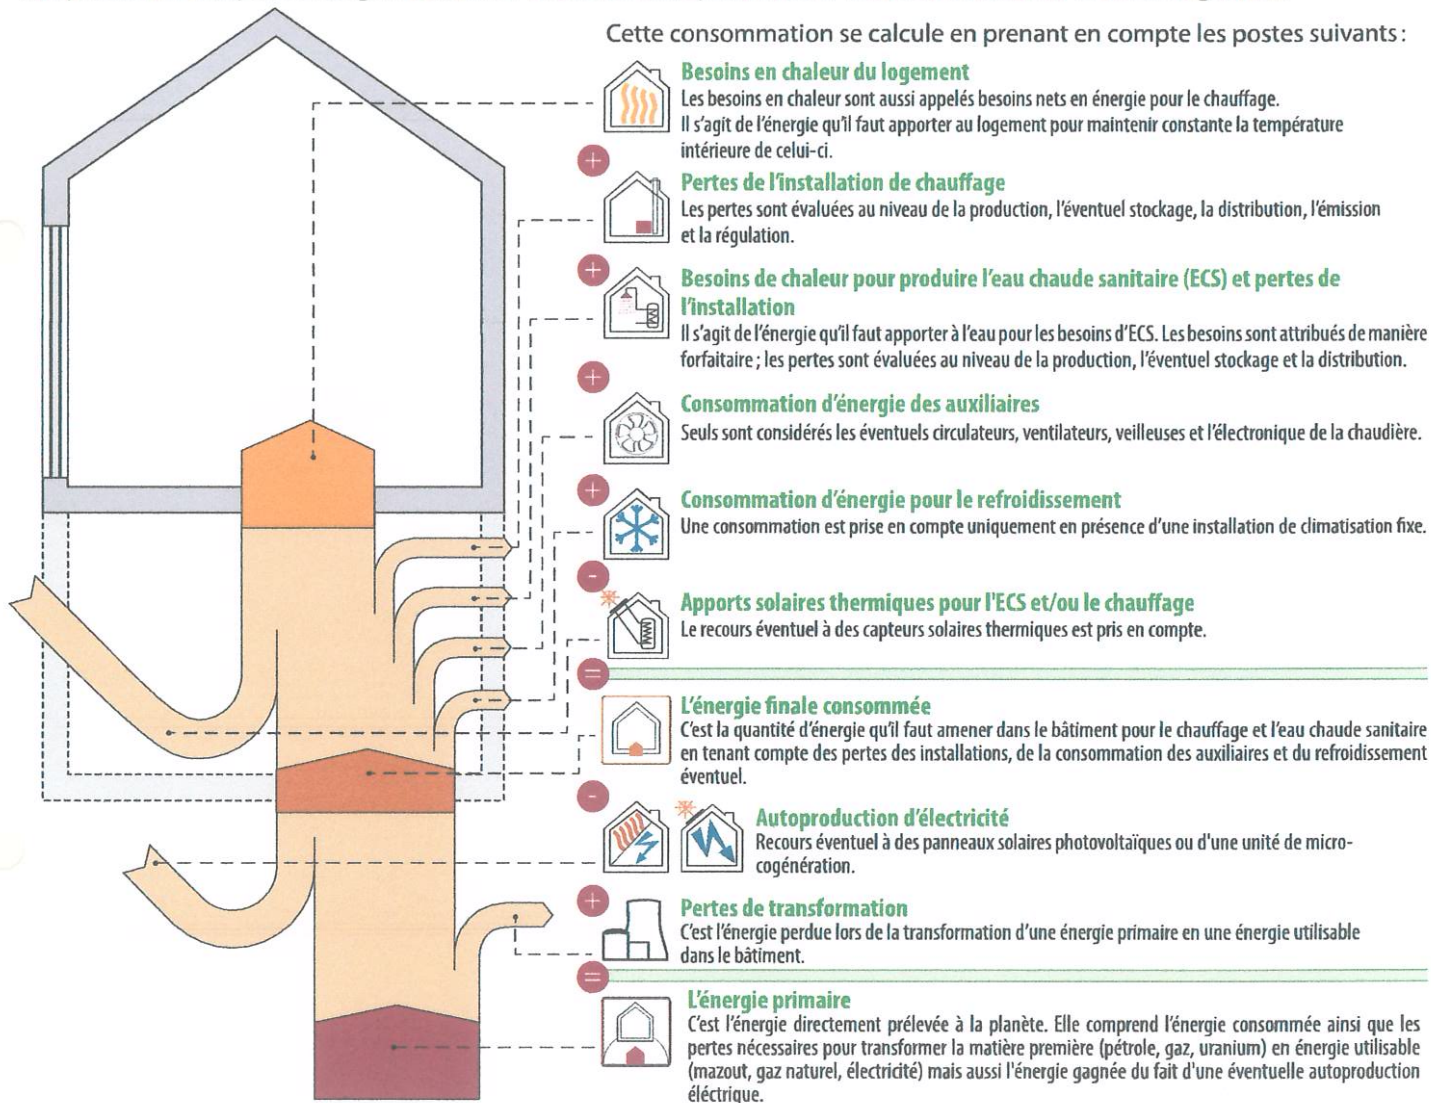 Cette consommation se calcule en prenant en compte les postes suivants :
Besoins en chaleur du logement
Les besoins en chaleur sont aussi appelés besoins nets en énergie pour le chauffage.
Il s'agit de l'énergie qu'il faut apporter au logement pour maintenir constante la température
intérieure de celui-ci.
+
Pertes de l'installation de chauffage
Les pertes sont évaluées au niveau de la production, l'éventuel stockage, la distribution, l'émission
et la régulation.
+
Besoins de chaleur pour produire l'eau chaude sanitaire (ECS) et pertes de
l'installation
Il s'agit de l'énergie qu'il faut apporter à l'eau pour les besoins d'ECS. Les besoins sont attribués de manière
forfaitaire ; les pertes sont évaluées au niveau de la production, l'éventuel stockage et la distribution.
+
Consommation d'énergie des auxiliaires
Seuls sont considérés les éventuels circulateurs, ventilateurs, veilleuses et l'électronique de la chaudière.
+
Consommation d'énergie pour le refroidissement
Une consommation est prise en compte uniquement en présence d'une installation de climatisation fixe.
-
Apports solaires thermiques pour l'ECS et/ou le chauffage
Le recours éventuel à des capteurs solaires thermiques est pris en compte.
=
L'énergie finale consommée
C'est la quantité d'énergie qu'il faut amener dans le bâtiment pour le chauffage et l'eau chaude sanitaire
en tenant compte des pertes des installations, de la consommation des auxiliaires et du refroidissement
éventuel.
-
Autoproduction d'électricité
Recours éventuel à des panneaux solaires photovoltaïques ou d'une unité de micro-
cogénération.
+
Pertes de transformation
C'est l'énergie perdue lors de la transformation d'une énergie primaire en une énergie utilisable
dans le bâtiment.
=
L'énergie primaire
C'est l'énergie directement prélevée à la planète. Elle comprend l'énergie consommée ainsi que les
pertes nécessaires pour transformer la matière première (pétrole, gaz, uranium) en énergie utilisable
(mazout, gaz naturel, électricité) mais aussi l'énergie gagnée du fait d'une éventuelle autoproduction
éléctrique.